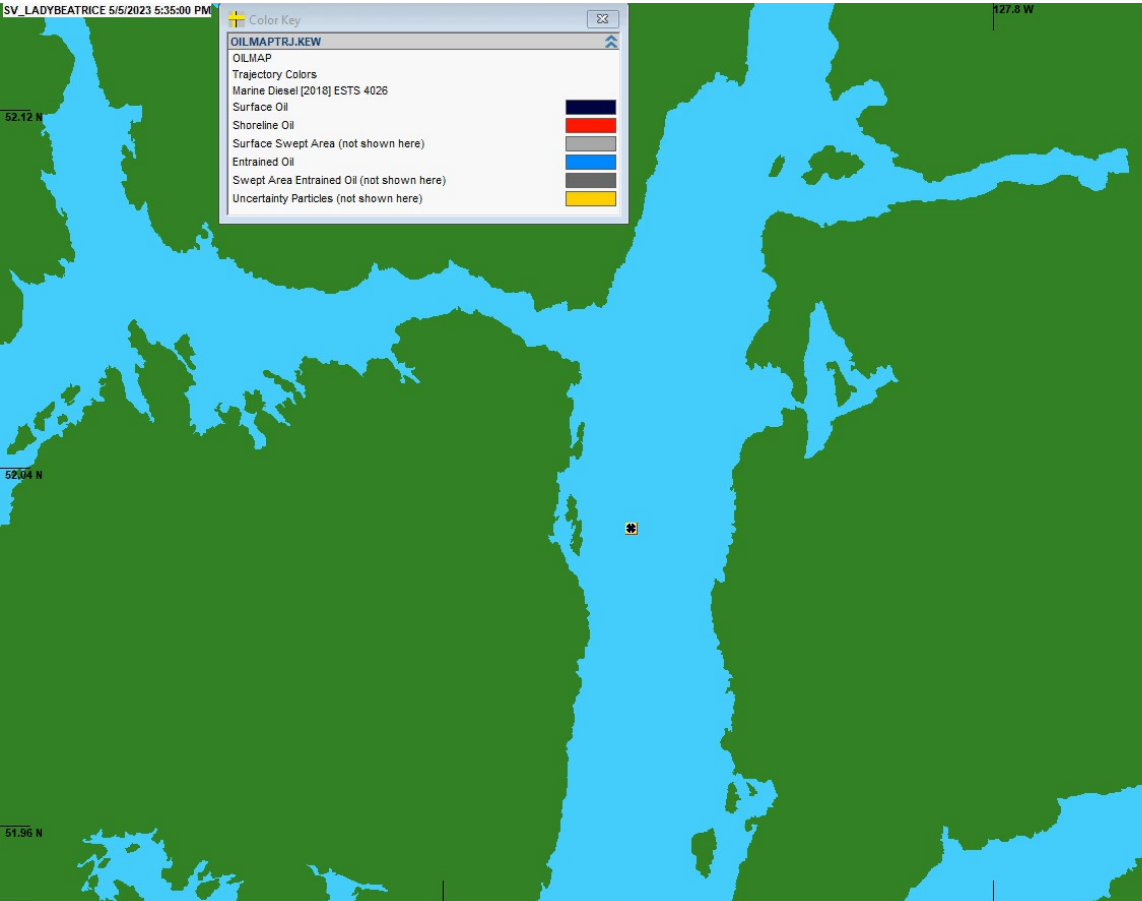 SV_LADYBEATRICE 5/5/2023 5:35:00 PM
Color Key
127.8 W
OILMAPTRJ.KEW
OILMAP
Trajectory Colors
Marine Diesel [2018] ESTS 4026
Surface Oil
Shoreline Oil
Surface Swept Area (not shown here)
Entrained Oil
Swept Area Entrained Oil (not shown here)
Uncertainty Particles (not shown here)
52.12 N
52.04 N
51.96 N